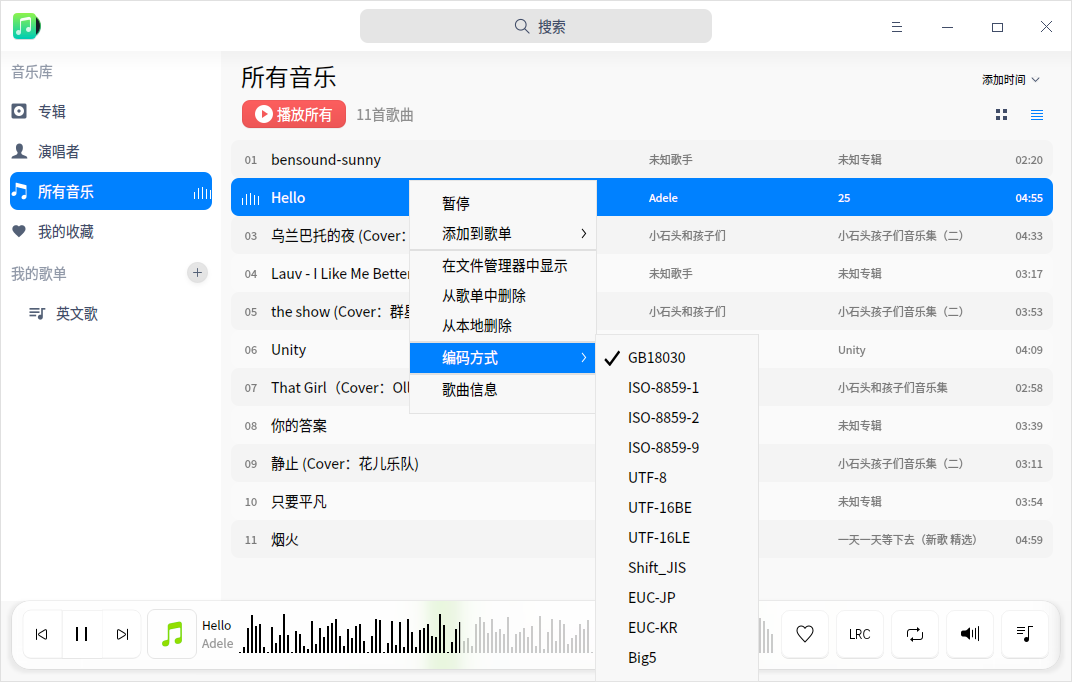 搜索
音乐库
专辑
演唱者
所有音乐
我的收藏
我的歌单
英文歌
所有音乐
添加时间
播放所有
11首歌曲
01 bensound-sunny 未知歌手 未知专辑 02:20
Hello Adele 25 04:55
03 乌兰巴托的夜 (Cover: 小石头和孩子们 小石头孩子们音乐集（二） 04:33
04 Lauv - I Like Me Better 未知歌手 未知专辑 03:17
05 the show (Cover：群星 小石头和孩子们 小石头孩子们音乐集（二） 03:53
06 Unity Unity 04:09
07 That Girl（Cover：Oll 小石头和孩子们音乐集 02:58
08 你的答案 未知专辑 03:39
09 静止 (Cover：花儿乐队) 小石头孩子们音乐集（二） 03:11
10 只要平凡 未知专辑 03:54
11 烟火 一天一天等下去（新歌 精选） 04:59
暂停
添加到歌单
在文件管理器中显示
从歌单中删除
从本地删除
编码方式
歌曲信息
GB18030
ISO-8859-1
ISO-8859-2
ISO-8859-9
UTF-8
UTF-16BE
UTF-16LE
Shift_JIS
EUC-JP
EUC-KR
Big5
Hello
Adele
LRC